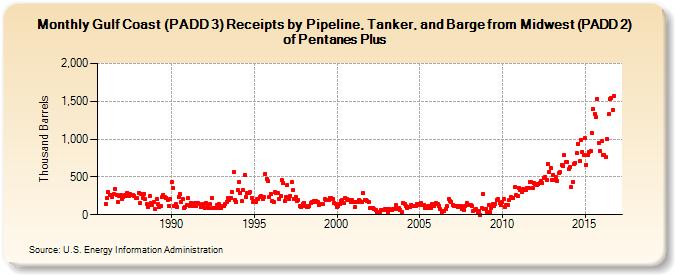 Monthly Gulf Coast (PADD 3) Receipts by Pipeline, Tanker, and Barge from Midwest (PADD 2)
of Pentanes Plus
Thousand Barrels
2,000
1,500
1,000
500
0
1990
1995
2000
2005
2010
2015
Source: U.S. Energy Information Administration